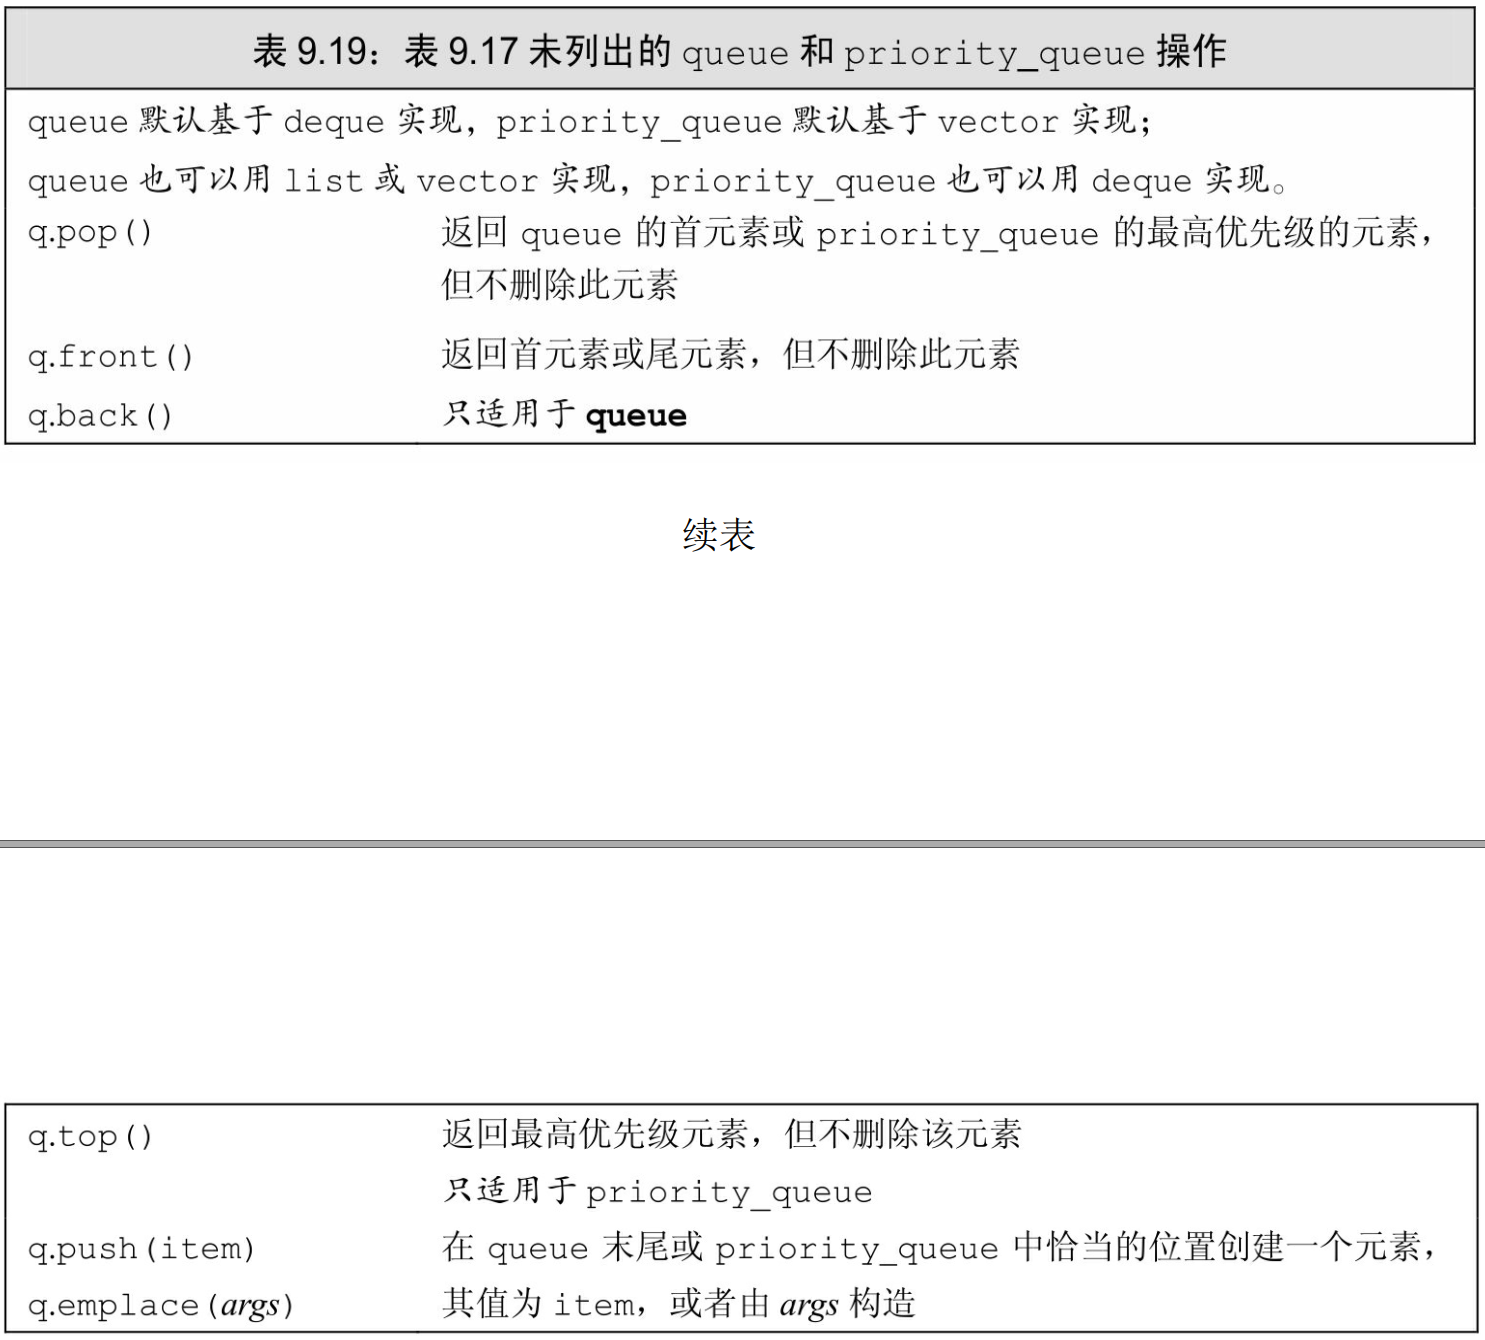 表 9.19：表 9.17 未列出的 queue 和 priority_queue 操作
queue 默认基于 deque 实现，priority_queue 默认基于 vector 实现；
queue 也可以用 list 或 vector 实现，priority_queue 也可以用 deque 实现。
q.pop() 返回 queue 的首元素或 priority_queue 的最高优先级的元素，
但不删除此元素
q.front() 返回首元素或尾元素，但不删除此元素
q.back() 只适用于 queue
续表
q.top() 返回最高优先级元素，但不删除该元素
只适用于 priority_queue
q.push(item) 在 queue 末尾或 priority_queue 中恰当的位置创建一个元素，
q.emplace(args) 其值为 item，或者由 args 构造